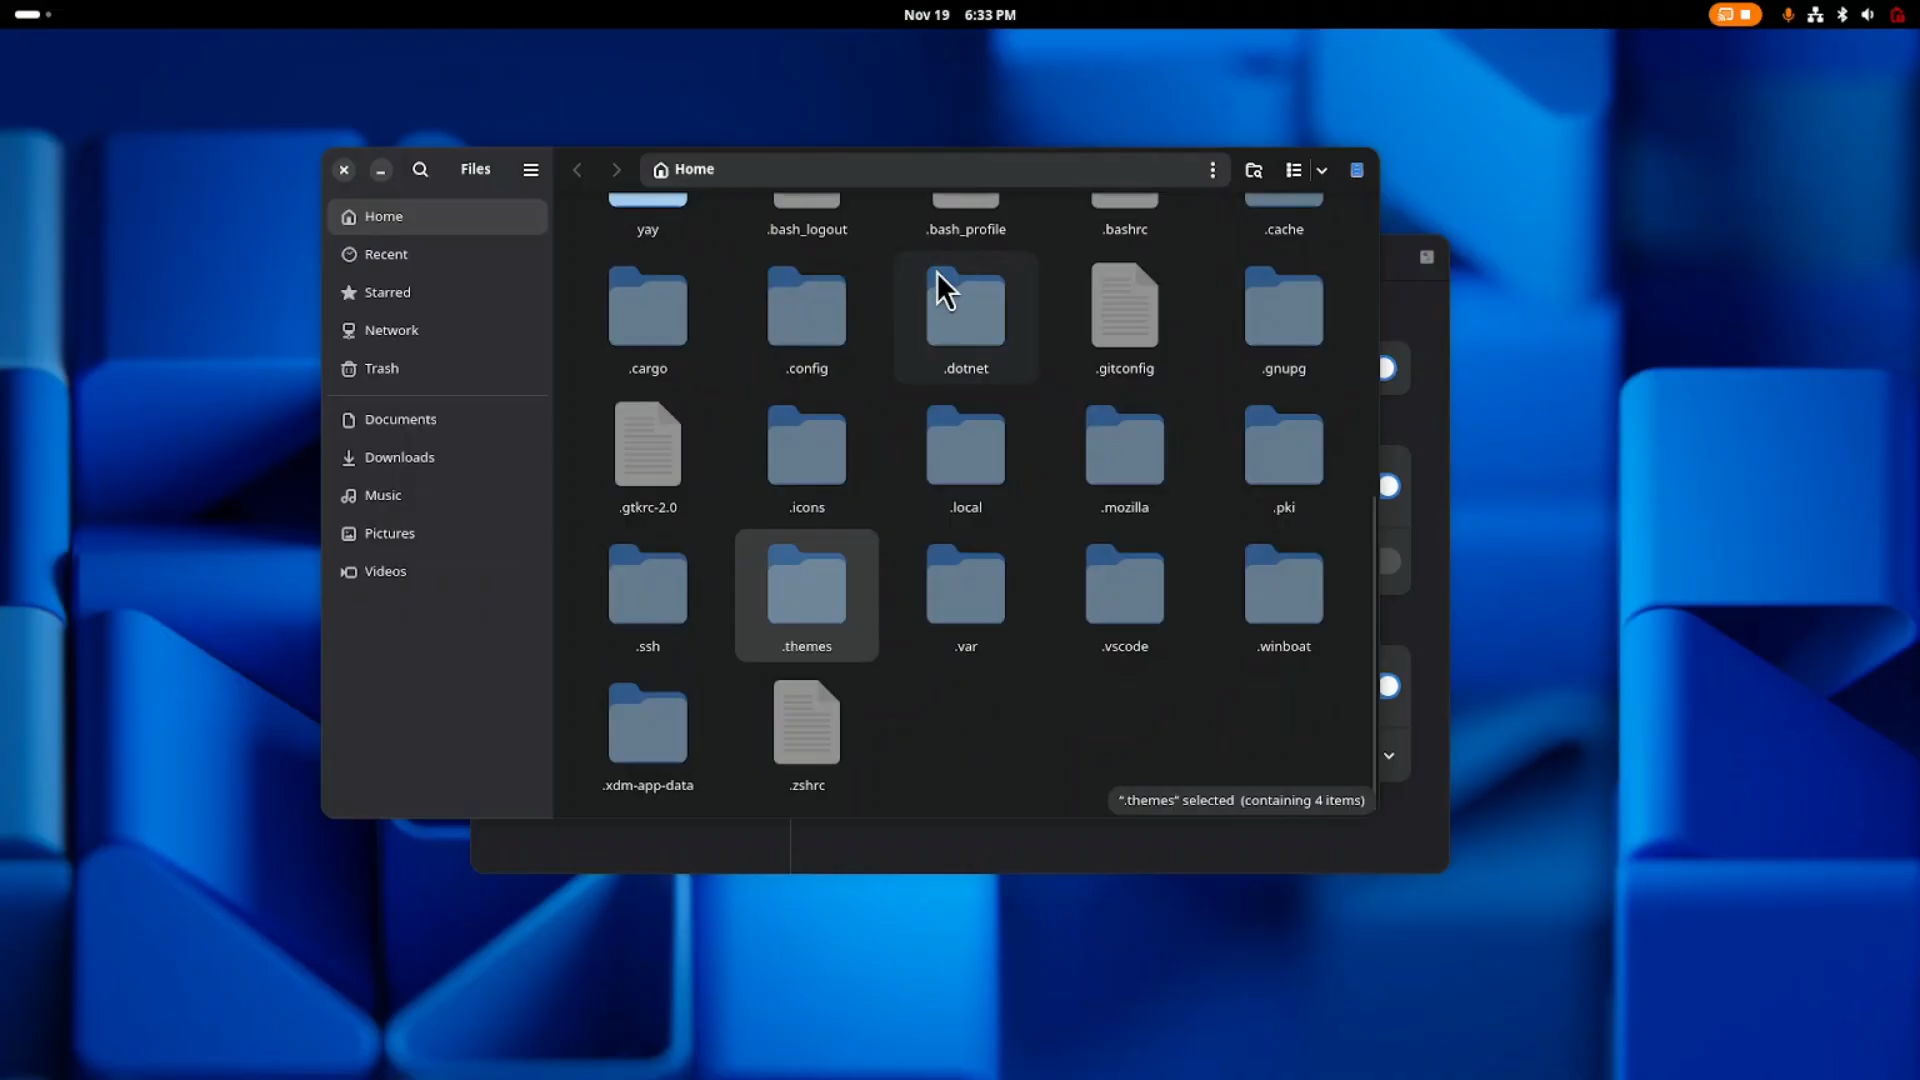 Nov 19 6:33 PM
Files
Home
Home
Recent
Starred
Network
Trash
Documents
Downloads
Music
Pictures
Videos
yay .bash_logout .bash_profile .bashrc .cache
.cargo .config .dotnet .gitconfig .gnupg
.gtkrc-2.0 .icons .local .mozilla .pki
.ssh .themes .var .vscode .winboat
.xdm-app-data .zshrc
".themes" selected (containing 4 items)